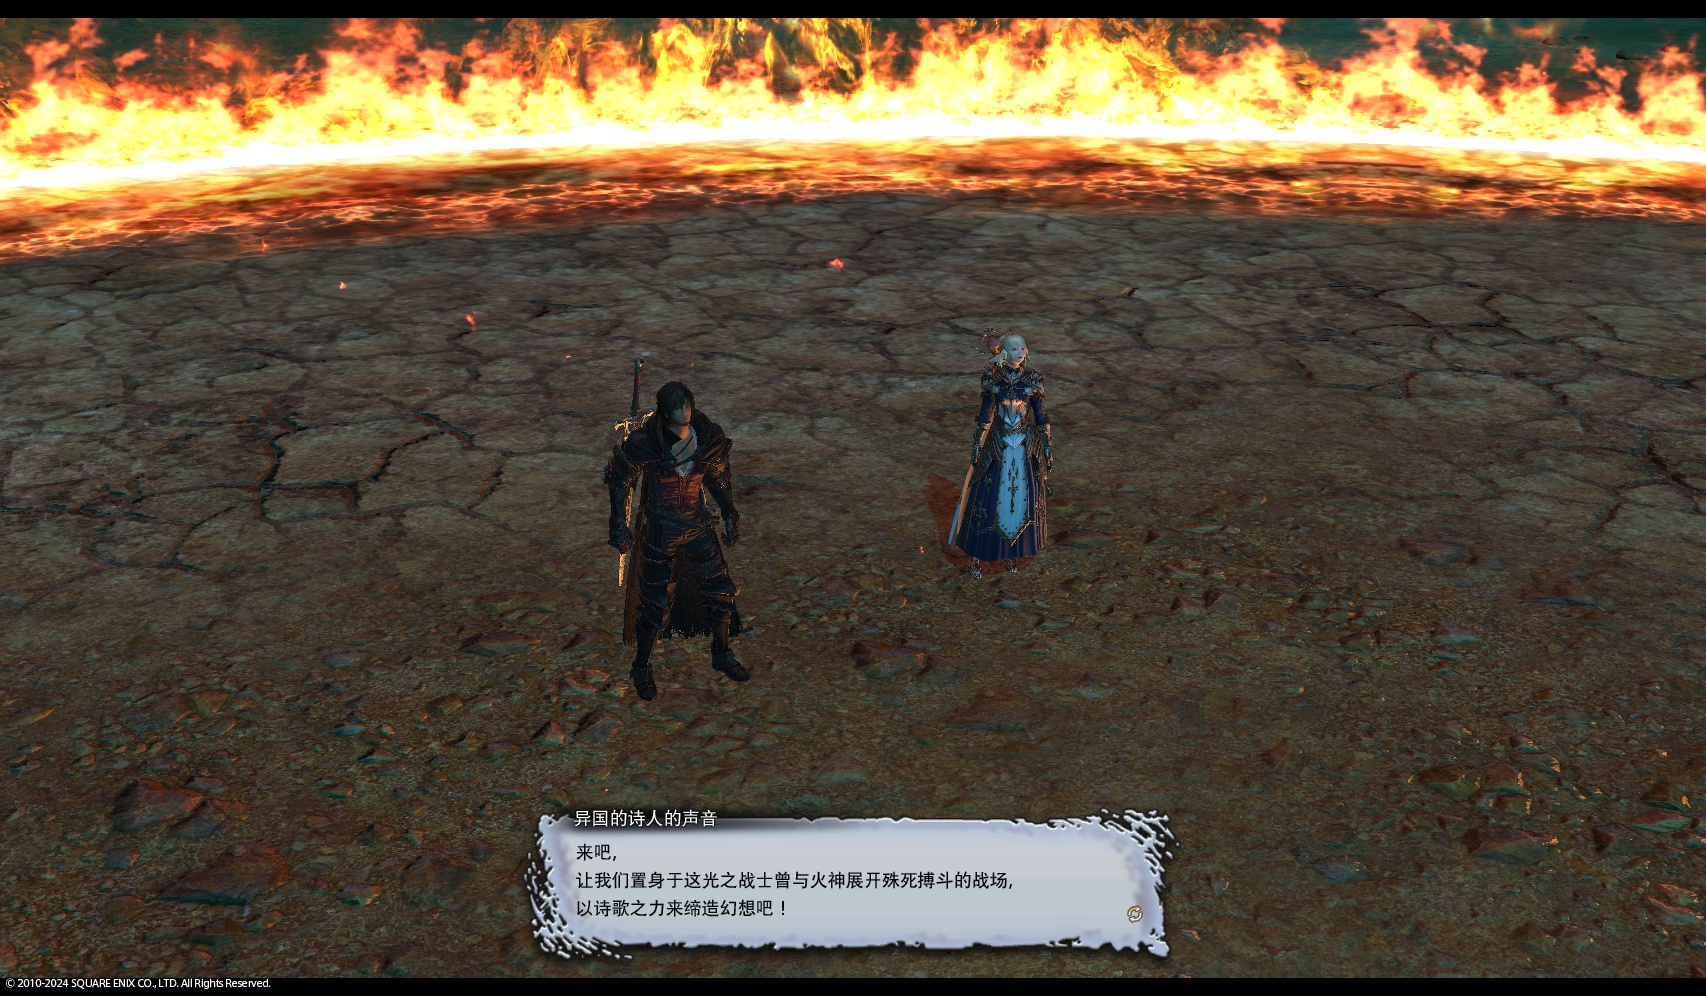 异国的诗人的声音
来吧，
让我们置身于这光之战士曾与火神展开殊死搏斗的战场，
以诗歌之力来缔造幻想吧！
© 2010-2024 SQUARE ENIX CO., LTD. All Rights Reserved.